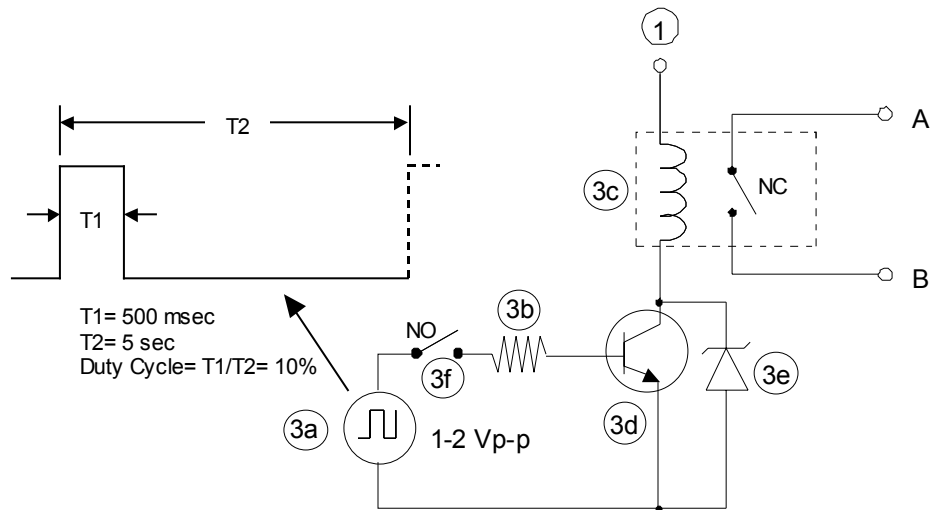 1
T2
A
T1
NC
3c
B
T1= 500 msec
T2= 5 sec
Duty Cycle= T1/T2= 10%
NO
3b
3f
3e
3a
3d
1-2 Vp-p